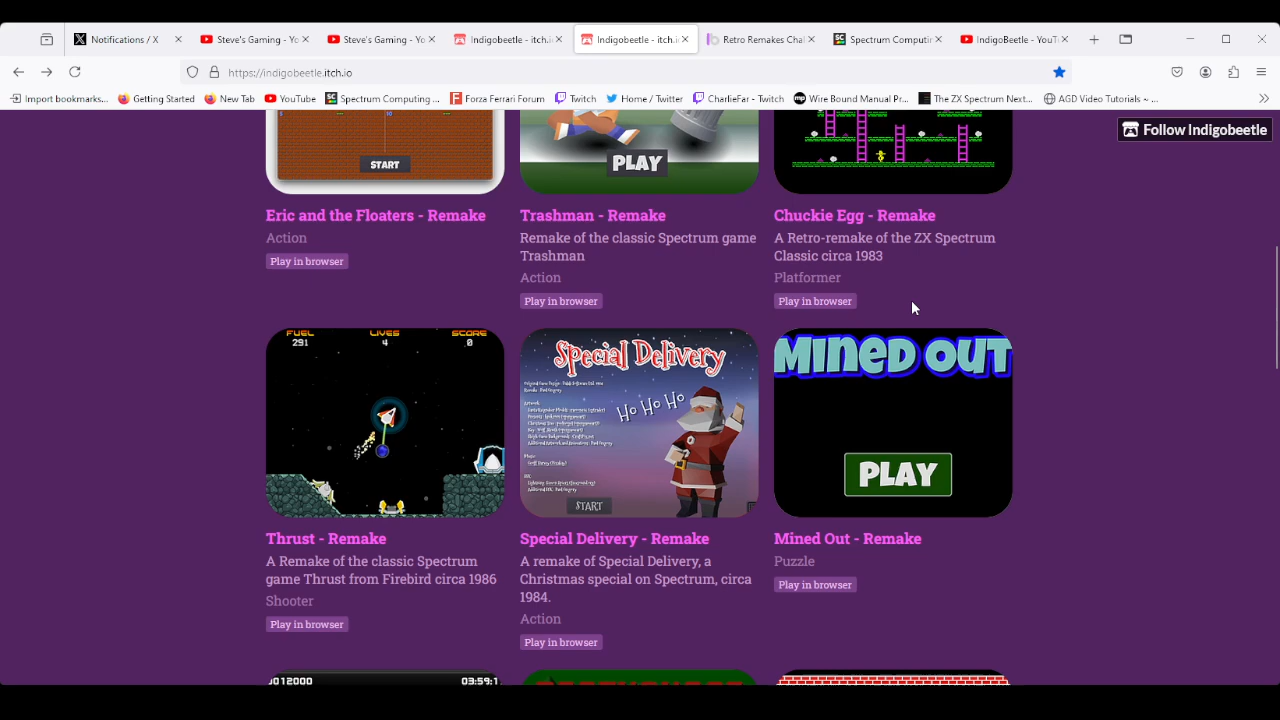 Notifications / X
Steve's Gaming - Yo
Steve's Gaming - Yo
Indigobeetle - itch.i
Indigobeetle - itch.i
Retro Remakes Chal
Spectrum Computin
IndigoBeetle - YouT
https://indigobeetle.itch.io
Import bookmarks...
Getting Started
New Tab
YouTube
Spectrum Computing ...
Forza Ferrari Forum
Twitch
Home / Twitter
CharlieFar - Twitch
Wire Bound Manual Pr...
The ZX Spectrum Next...
AGD Video Tutorials ~ ...
Follow Indigobeetle
START
PLAY
Eric and the Floaters - Remake
Action
Play in browser
Trashman - Remake
Remake of the classic Spectrum game
Trashman
Action
Play in browser
Chuckie Egg - Remake
A Retro-remake of the ZX Spectrum
Classic circa 1983
Platformer
Play in browser
FUEL LIVES SCORE
291 4 0
Special Delivery
HO HO HO
START
MINED OUT
PLAY
Thrust - Remake
A Remake of the classic Spectrum
game Thrust from Firebird circa 1986
Shooter
Play in browser
Special Delivery - Remake
A remake of Special Delivery, a
Christmas special on Spectrum, circa
1984.
Action
Play in browser
Mined Out - Remake
Puzzle
Play in browser